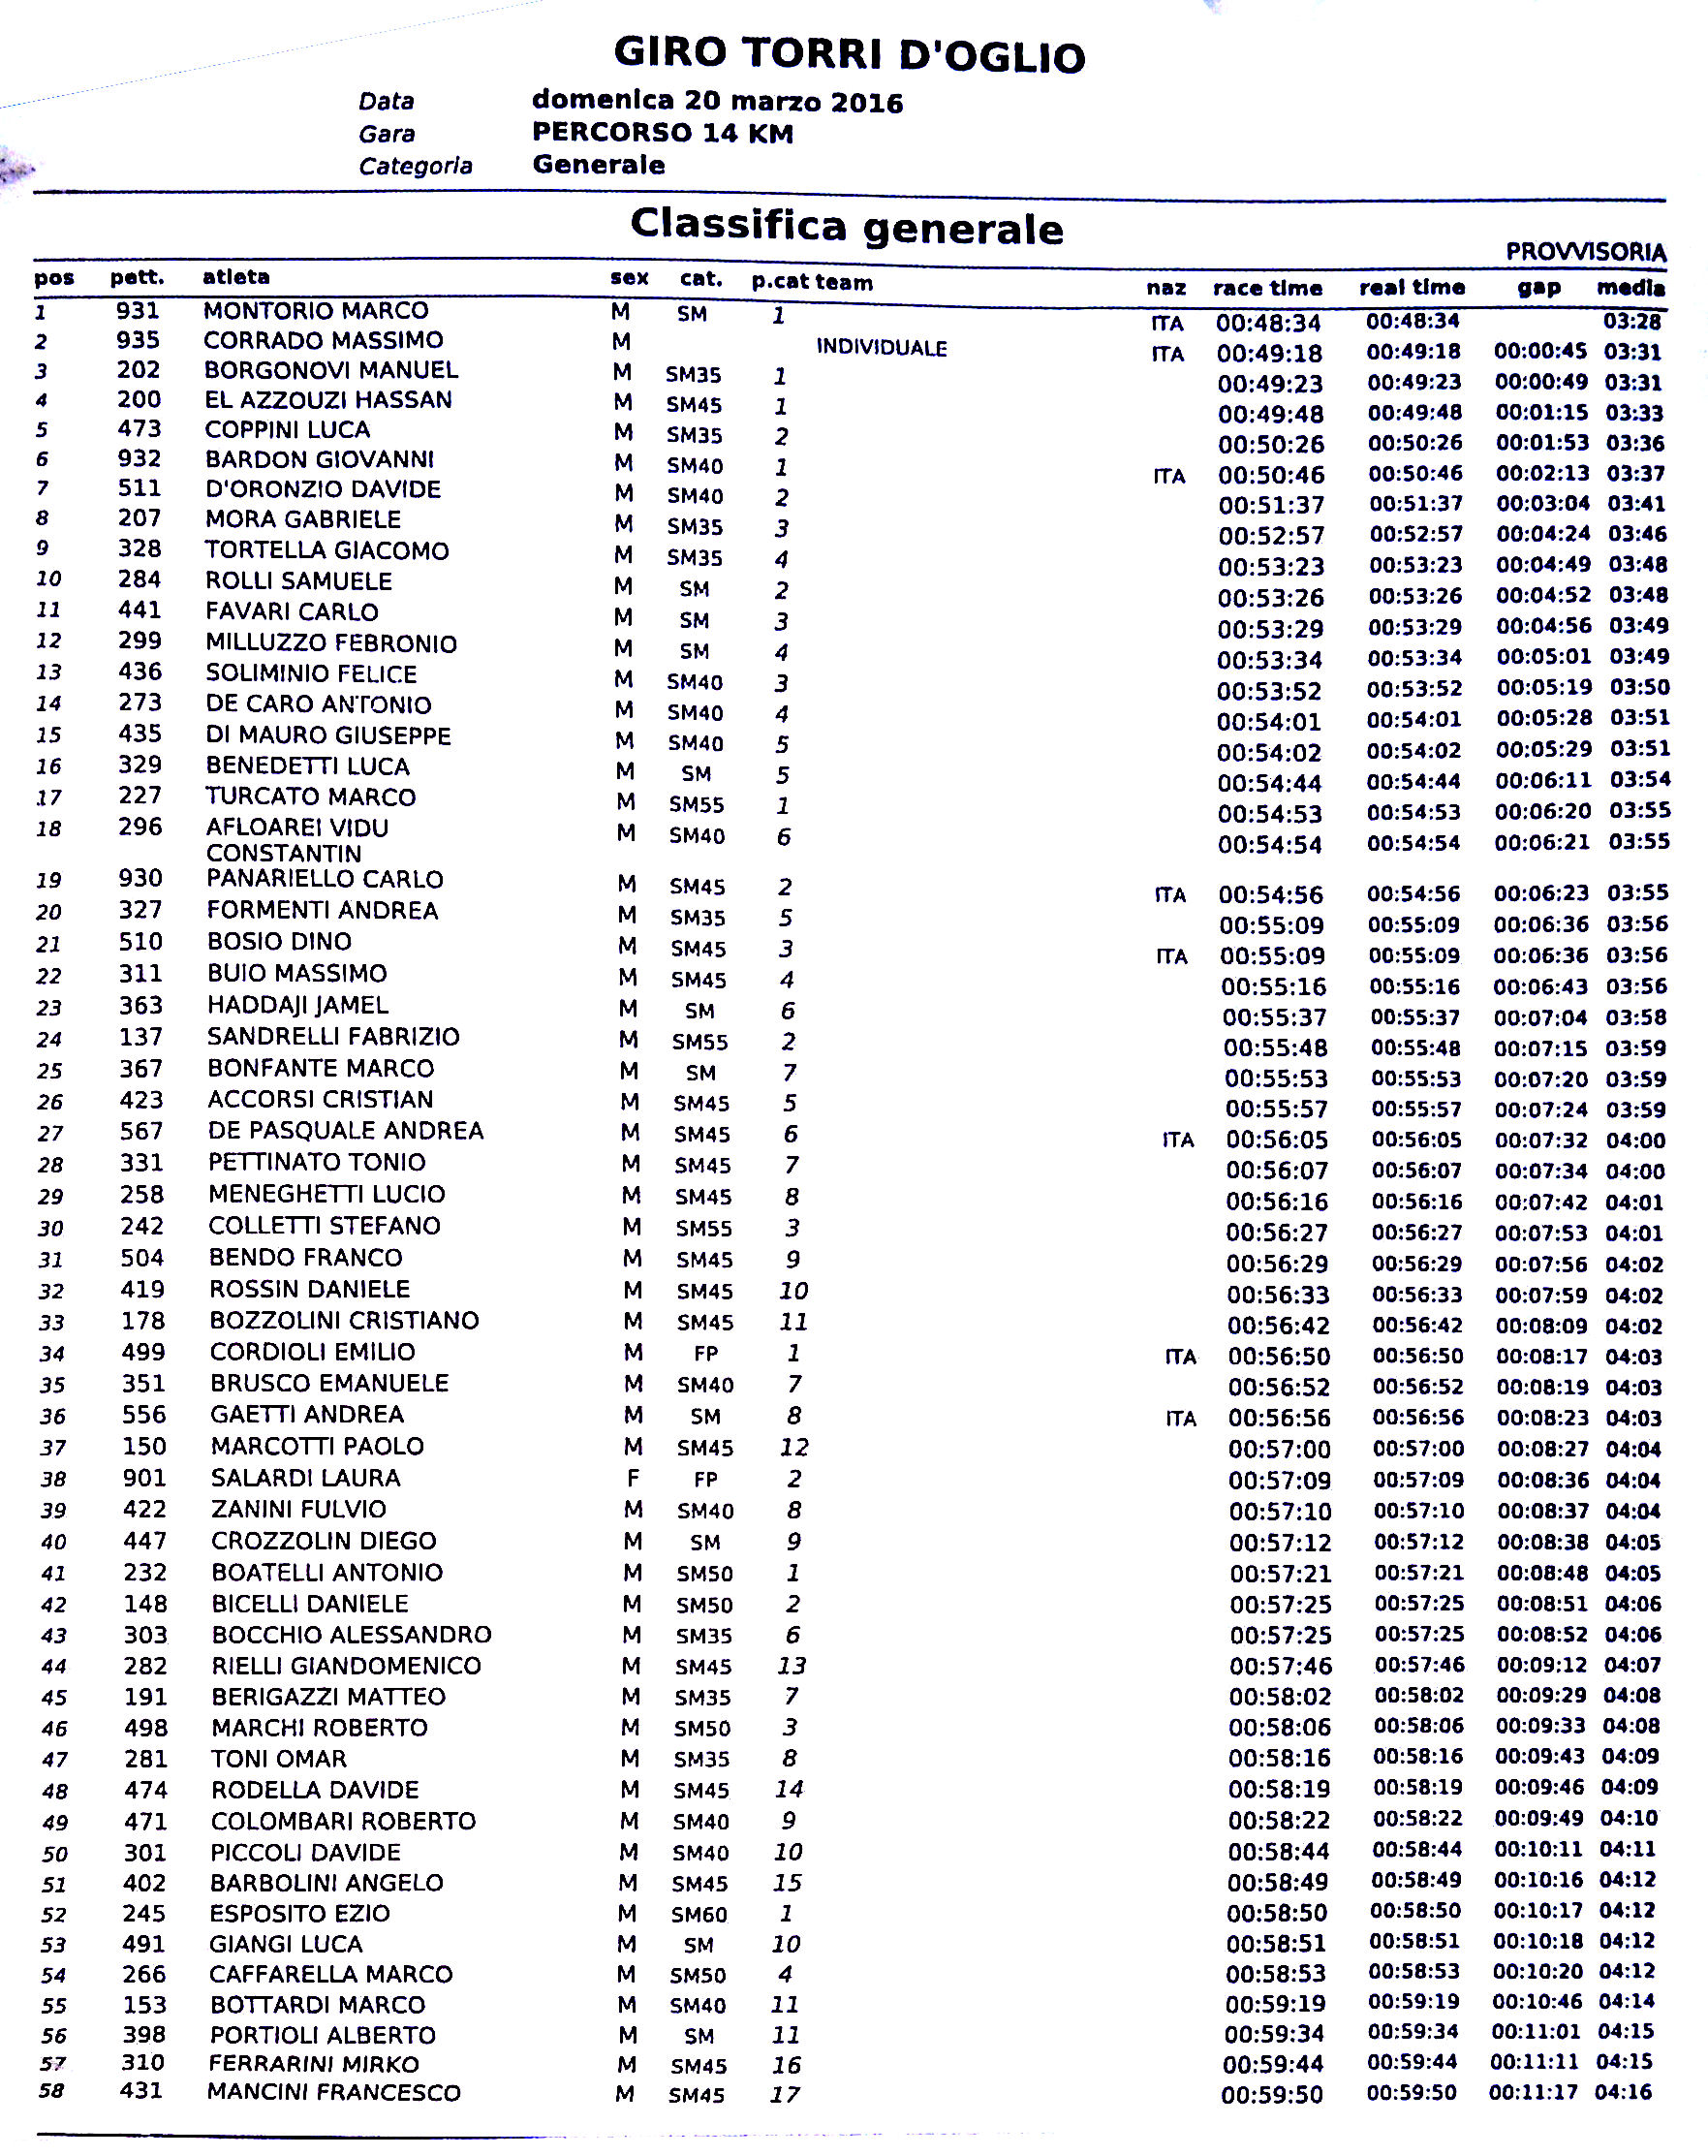 GIRO TORRI D'OGLIO
Data domenica 20 marzo 2016
Gara PERCORSO 14 KM
Categoria Generale
Classifica generale
PROVVISORIA
pos pett. atleta sex cat. p.cat team naz race time real time gap media
1 931 MONTORIO MARCO M SM 1 ITA 00:48:34 00:48:34 03:28
2 935 CORRADO MASSIMO M INDIVIDUALE ITA 00:49:18 00:49:18 00:00:45 03:31
3 202 BORGONOVI MANUEL M SM35 1 00:49:23 00:49:23 00:00:49 03:31
4 200 EL AZZOUZI HASSAN M SM45 1 00:49:48 00:49:48 00:01:15 03:33
5 473 COPPINI LUCA M SM35 2 00:50:26 00:50:26 00:01:53 03:36
6 932 BARDON GIOVANNI M SM40 1 ITA 00:50:46 00:50:46 00:02:13 03:37
7 511 D'ORONZIO DAVIDE M SM40 2 00:51:37 00:51:37 00:03:04 03:41
8 207 MORA GABRIELE M SM35 3 00:52:57 00:52:57 00:04:24 03:46
9 328 TORTELLA GIACOMO M SM35 4 00:53:23 00:53:23 00:04:49 03:48
10 284 ROLLI SAMUELE M SM 2 00:53:26 00:53:26 00:04:52 03:48
11 441 FAVARI CARLO M SM 3 00:53:29 00:53:29 00:04:56 03:49
12 299 MILLUZZO FEBRONIO M SM 4 00:53:34 00:53:34 00:05:01 03:49
13 436 SOLIMINIO FELICE M SM40 3 00:53:52 00:53:52 00:05:19 03:50
14 273 DE CARO ANTONIO M SM40 4 00:54:01 00:54:01 00:05:28 03:51
15 435 DI MAURO GIUSEPPE M SM40 5 00:54:02 00:54:02 00:05:29 03:51
16 329 BENEDETTI LUCA M SM 5 00:54:44 00:54:44 00:06:11 03:54
17 227 TURCATO MARCO M SM55 1 00:54:53 00:54:53 00:06:20 03:55
18 296 AFLOAREI VIDU M SM40 6 00:54:54 00:54:54 00:06:21 03:55
CONSTANTIN
19 930 PANARIELLO CARLO M SM45 2 ITA 00:54:56 00:54:56 00:06:23 03:55
20 327 FORMENTI ANDREA M SM35 5 00:55:09 00:55:09 00:06:36 03:56
21 510 BOSIO DINO M SM45 3 ITA 00:55:09 00:55:09 00:06:36 03:56
22 311 BUIO MASSIMO M SM45 4 00:55:16 00:55:16 00:06:43 03:56
23 363 HADDAJI JAMEL M SM 6 00:55:37 00:55:37 00:07:04 03:58
24 137 SANDRELLI FABRIZIO M SM55 2 00:55:48 00:55:48 00:07:15 03:59
25 367 BONFANTE MARCO M SM 7 00:55:53 00:55:53 00:07:20 03:59
26 423 ACCORSI CRISTIAN M SM45 5 00:55:57 00:55:57 00:07:24 03:59
27 567 DE PASQUALE ANDREA M SM45 6 ITA 00:56:05 00:56:05 00:07:32 04:00
28 331 PETTINATO TONIO M SM45 7 00:56:07 00:56:07 00:07:34 04:00
29 258 MENEGHETTI LUCIO M SM45 8 00:56:16 00:56:16 00:07:42 04:01
30 242 COLLETTI STEFANO M SM55 3 00:56:27 00:56:27 00:07:53 04:01
31 504 BENDO FRANCO M SM45 9 00:56:29 00:56:29 00:07:56 04:02
32 419 ROSSIN DANIELE M SM45 10 00:56:33 00:56:33 00:07:59 04:02
33 178 BOZZOLINI CRISTIANO M SM45 11 00:56:42 00:56:42 00:08:09 04:02
34 499 CORDIOLI EMILIO M FP 1 ITA 00:56:50 00:56:50 00:08:17 04:03
35 351 BRUSCO EMANUELE M SM40 7 00:56:52 00:56:52 00:08:19 04:03
36 556 GAETTI ANDREA M SM 8 ITA 00:56:56 00:56:56 00:08:23 04:03
37 150 MARCOTTI PAOLO M SM45 12 00:57:00 00:57:00 00:08:27 04:04
38 901 SALARDI LAURA F FP 2 00:57:09 00:57:09 00:08:36 04:04
39 422 ZANINI FULVIO M SM40 8 00:57:10 00:57:10 00:08:37 04:04
40 447 CROZZOLIN DIEGO M SM 9 00:57:12 00:57:12 00:08:38 04:05
41 232 BOATELLI ANTONIO M SM50 1 00:57:21 00:57:21 00:08:48 04:05
42 148 BICELLI DANIELE M SM50 2 00:57:25 00:57:25 00:08:51 04:06
43 303 BOCCHIO ALESSANDRO M SM35 6 00:57:25 00:57:25 00:08:52 04:06
44 282 RIELLI GIANDOMENICO M SM45 13 00:57:46 00:57:46 00:09:12 04:07
45 191 BERIGAZZI MATTEO M SM35 7 00:58:02 00:58:02 00:09:29 04:08
46 498 MARCHI ROBERTO M SM50 3 00:58:06 00:58:06 00:09:33 04:08
47 281 TONI OMAR M SM35 8 00:58:16 00:58:16 00:09:43 04:09
48 474 RODELLA DAVIDE M SM45 14 00:58:19 00:58:19 00:09:46 04:09
49 471 COLOMBARI ROBERTO M SM40 9 00:58:22 00:58:22 00:09:49 04:10
50 301 PICCOLI DAVIDE M SM40 10 00:58:44 00:58:44 00:10:11 04:11
51 402 BARBOLINI ANGELO M SM45 15 00:58:49 00:58:49 00:10:16 04:12
52 245 ESPOSITO EZIO M SM60 1 00:58:50 00:58:50 00:10:17 04:12
53 491 GIANGI LUCA M SM 10 00:58:51 00:58:51 00:10:18 04:12
54 266 CAFFARELLA MARCO M SM50 4 00:58:53 00:58:53 00:10:20 04:12
55 153 BOTTARDI MARCO M SM40 11 00:59:19 00:59:19 00:10:46 04:14
56 398 PORTIOLI ALBERTO M SM 11 00:59:34 00:59:34 00:11:01 04:15
57 310 FERRARINI MIRKO M SM45 16 00:59:44 00:59:44 00:11:11 04:15
58 431 MANCINI FRANCESCO M SM45 17 00:59:50 00:59:50 00:11:17 04:16